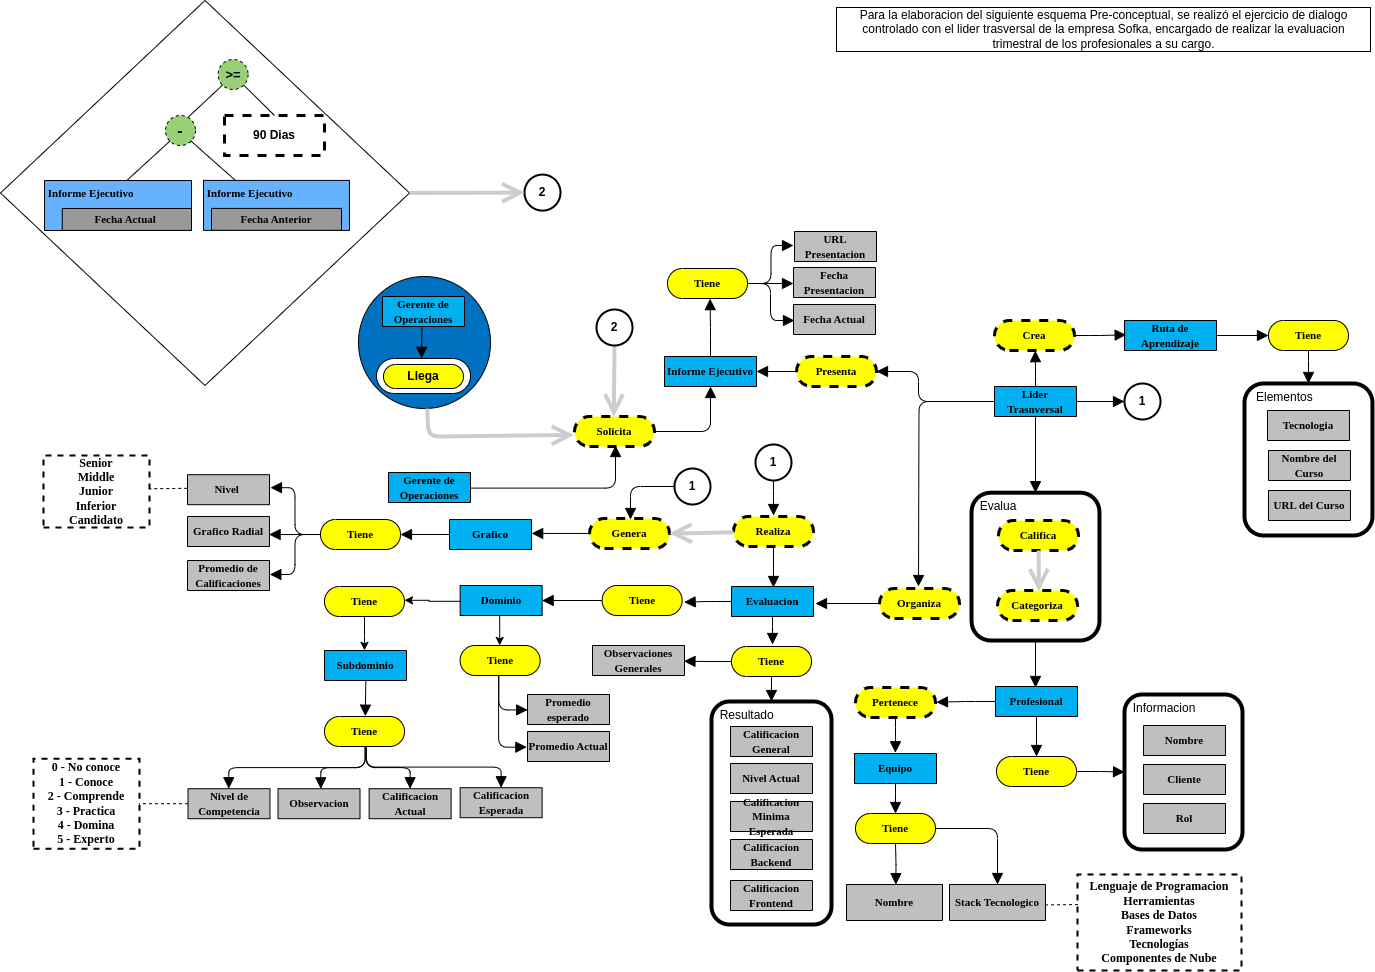 Para la elaboracion del siguiente esquema Pre-conceptual, se realizó el ejercicio de dialogo
controlado con el lider trasversal de la empresa Sofka, encargado de realizar la evaluacion
trimestral de los profesionales a su cargo.
>=
-
90 Dias
Informe Ejecutivo
Fecha Actual
Informe Ejecutivo
Fecha Anterior
2
Gerente de
Operaciones
Llega
2
Solicita
Gerente de
Operaciones
Tiene
URL
Presentacion
Fecha
Presentacion
Fecha Actual
Informe Ejecutivo
Presenta
Crea
Ruta de
Aprendizaje
Tiene
Lider
Trasnversal
1
Elementos
Tecnologia
Nombre del
Curso
URL del Curso
Senior
Middle
Junior
Inferior
Candidato
Nivel
Grafico Radial
Promedio de
Calificaciones
Tiene
Grafico
Genera
1
1
Realiza
Evalua
Califica
Categoriza
Tiene
Dominio
Tiene
Evaluacion
Organiza
Subdominio
Tiene
Observaciones
Generales
Tiene
Promedio
esperado
Promedio Actual
Tiene
0 - No conoce
1 - Conoce
2 - Comprende
3 - Practica
4 - Domina
5 - Experto
Nivel de
Competencia
Observacion
Calificacion
Actual
Calificacion
Esperada
Resultado
Calificacion
General
Nivel Actual
Calificacion
Minima
Esperada
Calificacion
Backend
Calificacion
Frontend
Pertenece
Profesional
Equipo
Tiene
Tiene
Nombre
Stack Tecnologico
Informacion
Nombre
Cliente
Rol
Lenguaje de Programacion
Herramientas
Bases de Datos
Frameworks
Tecnologías
Componentes de Nube